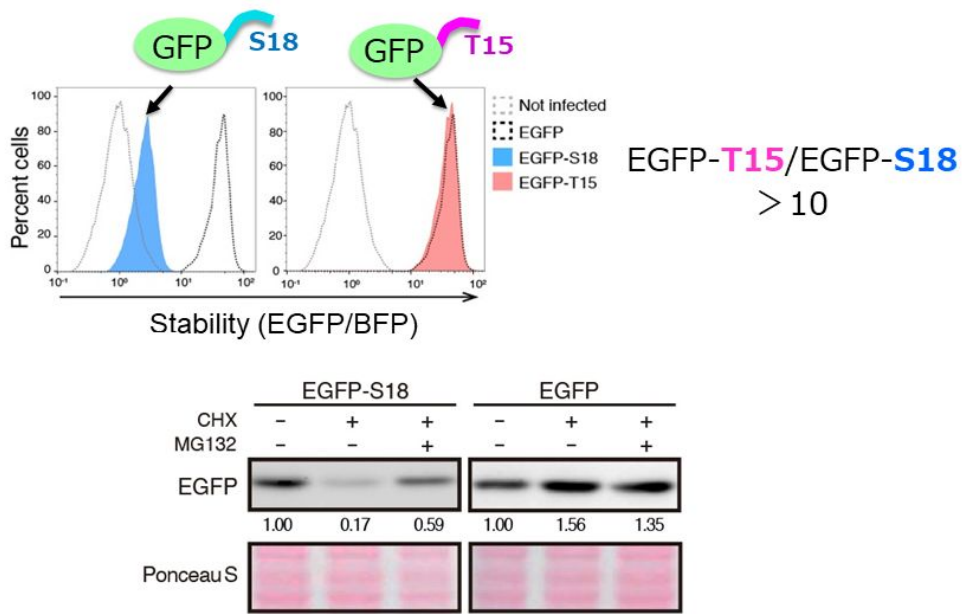 GFP S18 GFP T15
Percent cells
100 80 60 40 20 0
10⁻¹ 10⁰ 10¹ 10²
100 80 60 40 20 0
10⁻¹ 10⁰ 10¹ 10²
Not infected
EGFP
EGFP-S18
EGFP-T15
EGFP-T15/EGFP-S18
＞10
Stability (EGFP/BFP)
EGFP-S18 EGFP
CHX − + + − + +
MG132 − − + − − +
EGFP
1.00 0.17 0.59 1.00 1.56 1.35
Ponceau S